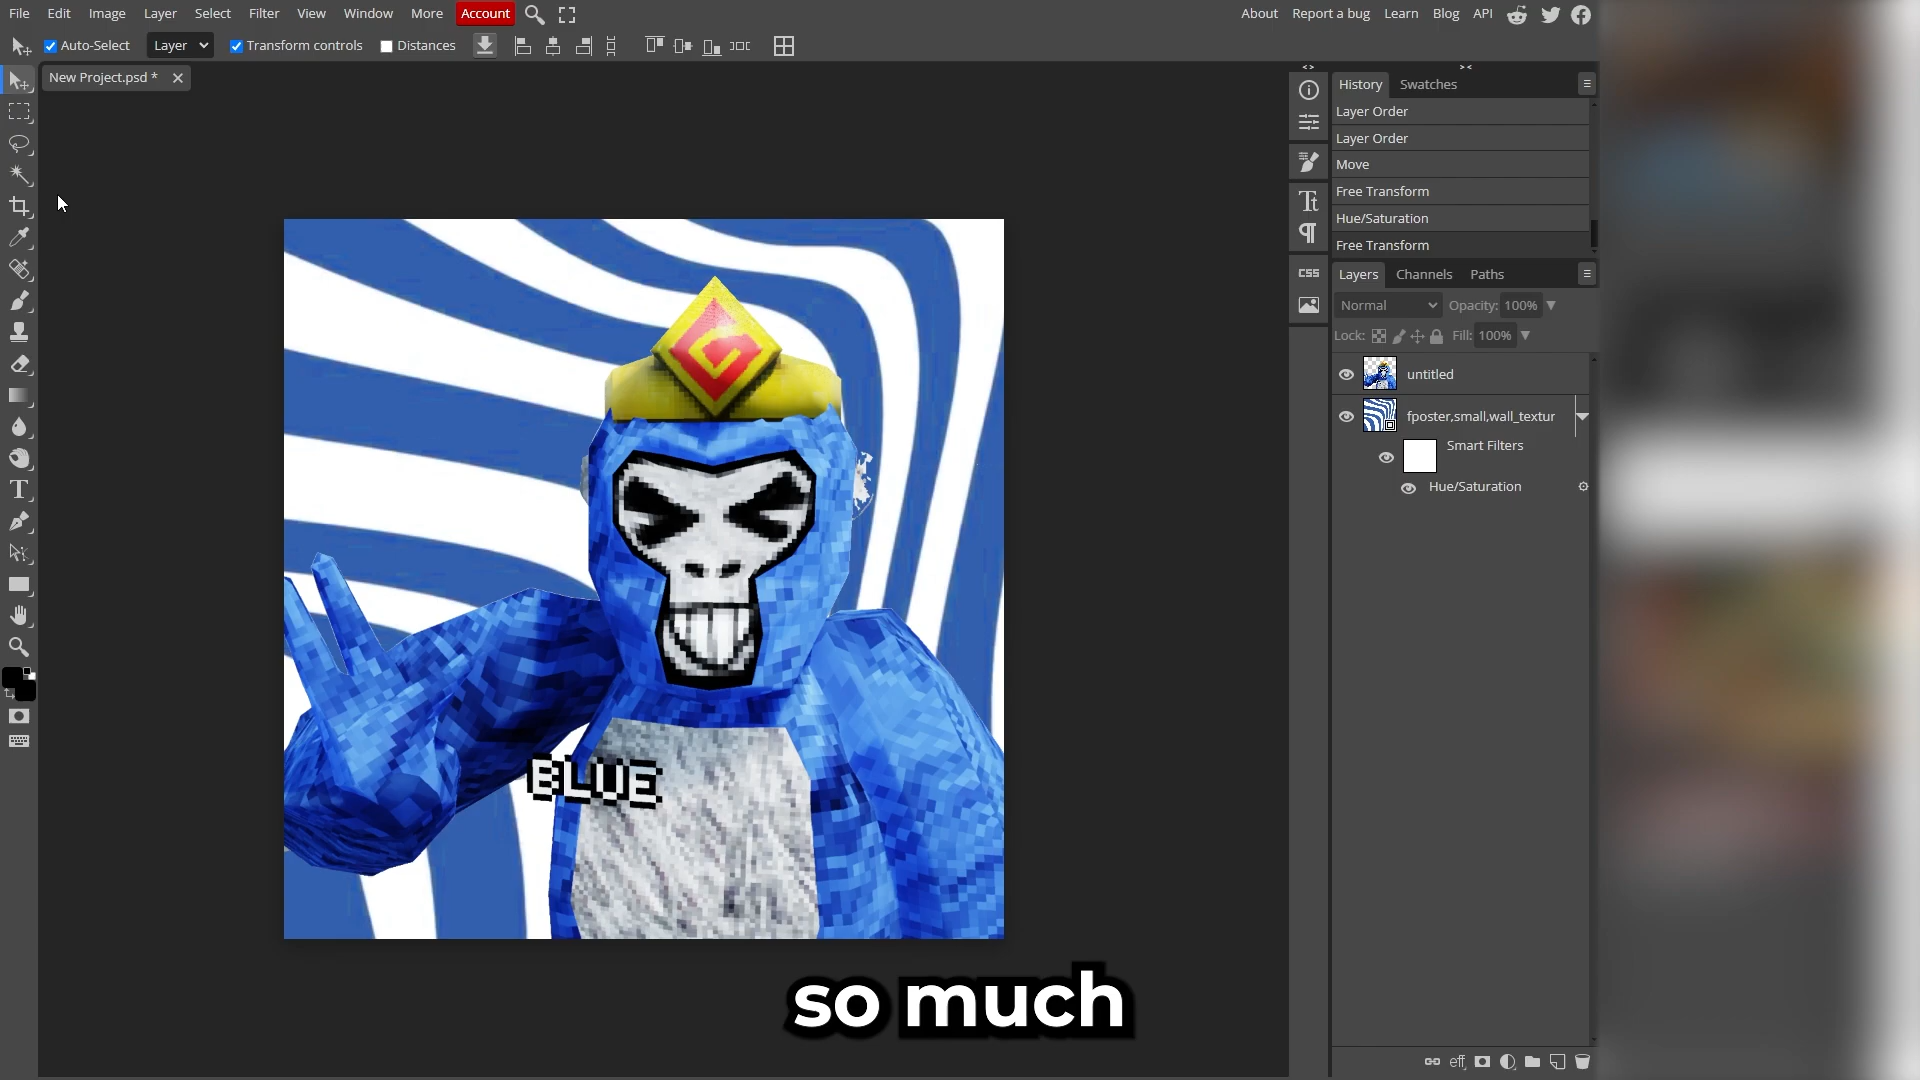 File Edit Image Layer Select Filter View Window More Account About Report a bug Learn Blog API
Auto-Select Layer Transform controls Distances
New Project.psd *
History Swatches
Layer Order
Layer Order
Move
Free Transform
Hue/Saturation
Free Transform
Layers Channels Paths
Normal Opacity: 100%
Lock: Fill: 100%
untitled
fposter,small,wall_textur
Smart Filters
Hue/Saturation
CSS
BLUE
so much
eff